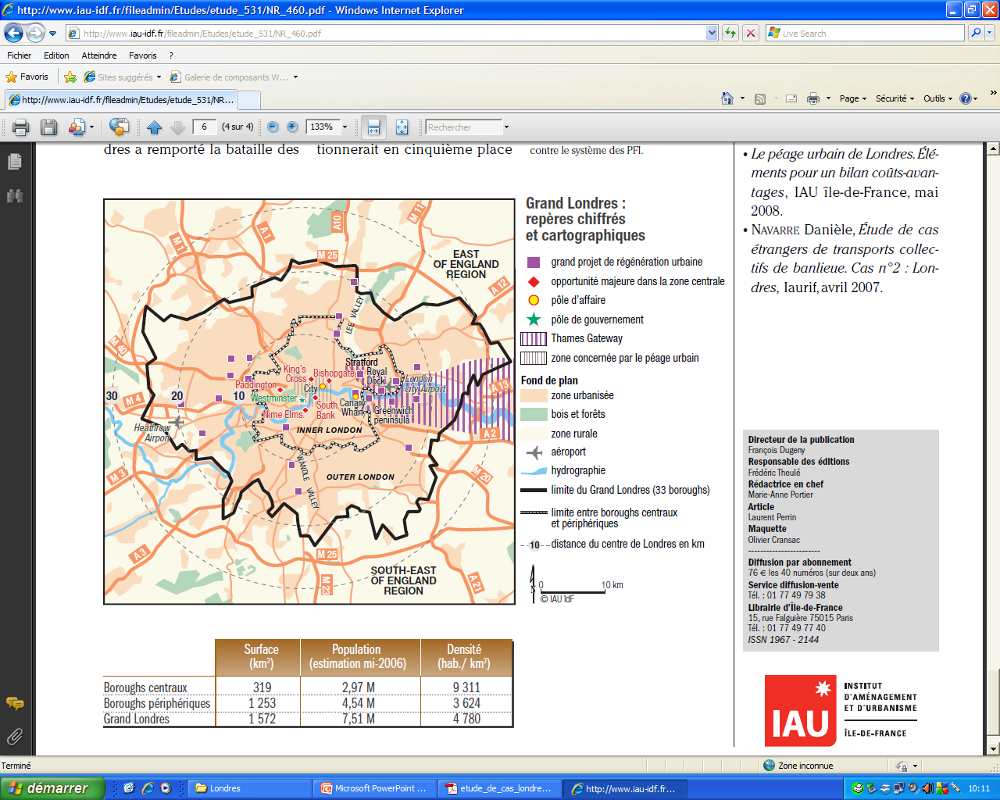 http://www.iau-idf.fr/fileadmin/Etudes/etude_531/NR_460.pdf - Windows Internet Explorer
http://www.iau-idf.fr/fileadmin/Etudes/etude_531/NR_460.pdf
Live Search
Fichier Edition Atteindre Favoris ?
Favoris Sites suggérés Galerie de composants W...
http://www.iau-idf.fr/fileadmin/Etudes/etude_531/NR...
Page Sécurité Outils »
6 (4 sur 4) 133% Rechercher
dres a remporté la bataille des
tionnerait en cinquième place
contre le système des PFI.
• Le péage urbain de Londres. Élé-
ments pour un bilan coûts-avan-
tages, IAU île-de-France, mai
2008.
• NAVARRE Danièle, Étude de cas
étrangers de transports collec-
tifs de banlieue. Cas n°2 : Lon-
dres, Iaurif, avril 2007.
M 1
A 1
A10
M 11
M 25
EAST
OF ENGLAND
REGION
A 12
LEE VALLEY
M 40
King's
Cross
Bishopgate
Stratford
Royal
Dock
London
city Airport
A 13
Paddington
City
30
20
10
Westminster
M 4
Nime Elms.
South
Bank
Canary
Wharf
Greenwich
peninsula
Heathrow
Airport
INNER LONDON
A 2
WANDLE VALLEY
OUTER LONDON
M 3
M 20
A 3
M 25
SOUTH-EAST
OF ENGLAND
REGION
M 23
A 21
Grand Londres :
repères chiffrés
et cartographiques
grand projet de régénération urbaine
opportunité majeure dans la zone centrale
pôle d'affaire
pôle de gouvernement
Thames Gateway
zone concernée par le péage urbain
Fond de plan
zone urbanisée
bois et forêts
zone rurale
aéroport
hydrographie
limite du Grand Londres (33 boroughs)
limite entre boroughs centraux
et périphériques
10 distance du centre de Londres en km
0 10 km
© IAU îdF
Surface Population Densité
(km²) (estimation mi-2006) (hab./ km²)
Boroughs centraux 319 2,97 M 9 311
Boroughs périphériques 1 253 4,54 M 3 624
Grand Londres 1 572 7,51 M 4 780
Directeur de la publication
François Dugeny
Responsable des éditions
Frédéric Theulé
Rédactrice en chef
Marie-Anne Portier
Article
Laurent Perrin
Maquette
Olivier Cransac
------------------------
Diffusion par abonnement
76 € les 40 numéros (sur deux ans)
Service diffusion-vente
Tél. : 01 77 49 79 38
Librairie d'Île-de-France
15, rue Falguière 75015 Paris
Tél. : 01 77 49 77 40
ISSN 1967 - 2144
IAU
INSTITUT
D'AMÉNAGEMENT
ET D'URBANISME
ÎLE-DE-FRANCE
Terminé
Zone inconnue
démarrer
Londres
Microsoft PowerPoint ...
etude_de_cas_londre...
http://www.iau-idf.fr...
10:11